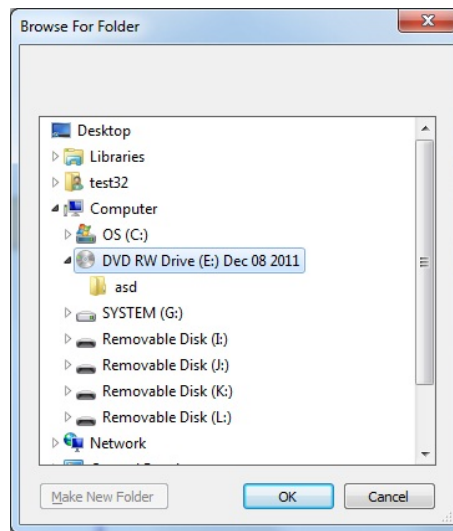 Browse For Folder
Desktop
Libraries
test32
Computer
OS (C:)
DVD RW Drive (E:) Dec 08 2011
asd
SYSTEM (G:)
Removable Disk (I:)
Removable Disk (J:)
Removable Disk (K:)
Removable Disk (L:)
Network
Make New Folder
OK
Cancel